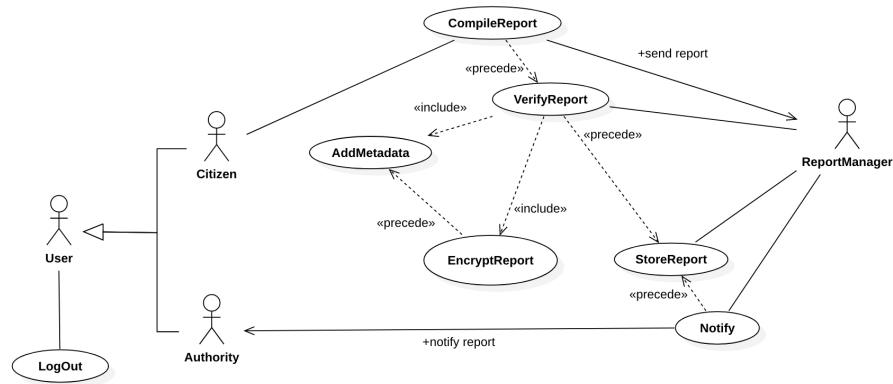 CompileReport
+send report
«precede»
VerifyReport
«include»
«precede»
AddMetadata
Citizen
ReportManager
«precede»
«include»
User
EncryptReport
StoreReport
«precede»
Authority
+notify report
Notify
LogOut